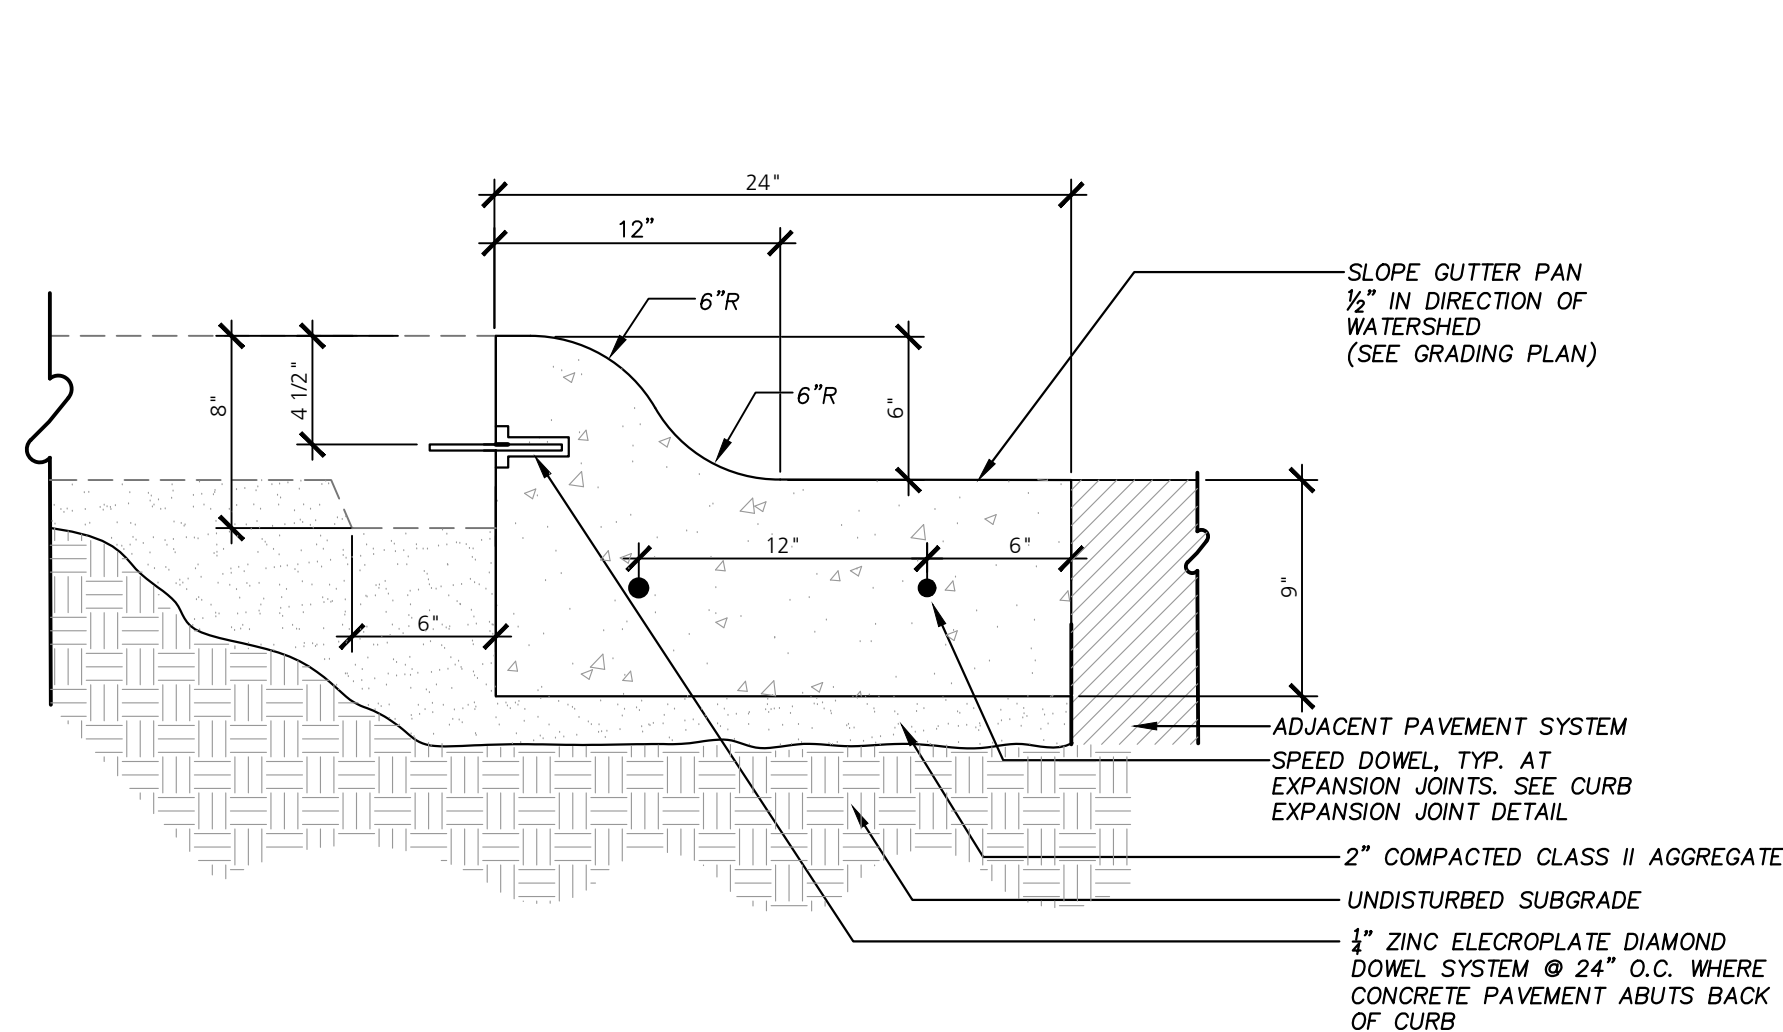 24"
12”
6”R
6”R
8"
4 1/2"
6"
12"
6"
6"
9"
SLOPE GUTTER PAN
½” IN DIRECTION OF
WATERSHED
(SEE GRADING PLAN)
ADJACENT PAVEMENT SYSTEM
SPEED DOWEL, TYP. AT
EXPANSION JOINTS. SEE CURB
EXPANSION JOINT DETAIL
2” COMPACTED CLASS II AGGREGATE
UNDISTURBED SUBGRADE
¼” ZINC ELECROPLATE DIAMOND
DOWEL SYSTEM @ 24” O.C. WHERE
CONCRETE PAVEMENT ABUTS BACK
OF CURB